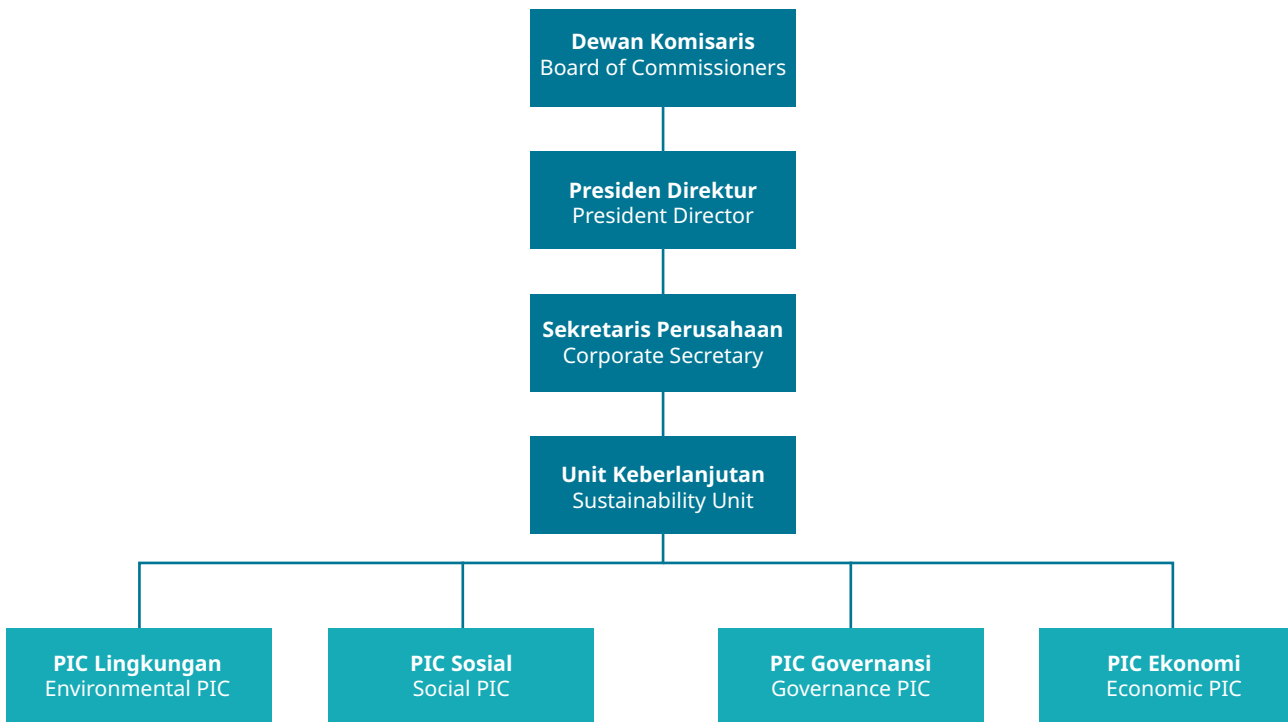 Dewan Komisaris
Board of Commissioners
Presiden Direktur
President Director
Sekretaris Perusahaan
Corporate Secretary
Unit Keberlanjutan
Sustainability Unit
PIC Lingkungan
Environmental PIC
PIC Sosial
Social PIC
PIC Governansi
Governance PIC
PIC Ekonomi
Economic PIC